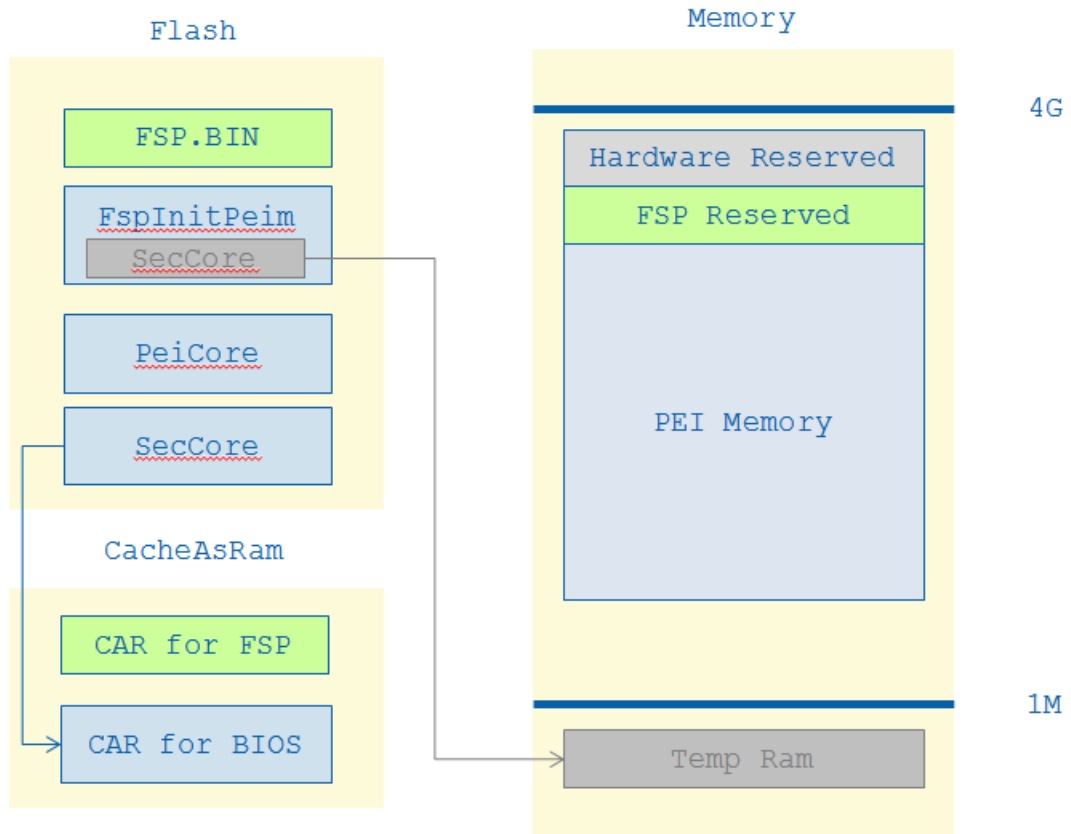 Flash
FSP.BIN
FspInitPeim
SecCore
PeiCore
SecCore
CacheAsRam
CAR for FSP
CAR for BIOS
Memory
4G
Hardware Reserved
FSP Reserved
PEI Memory
1M
Temp Ram